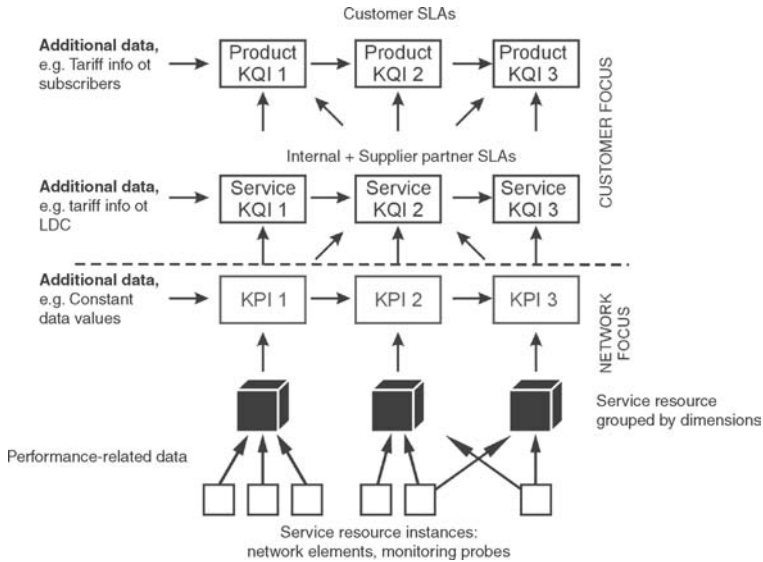 Customer SLAs
Additional data,
e.g. Tariff info ot
subscribers
Product
KQI 1
Product
KQI 2
Product
KQI 3
CUSTOMER FOCUS
Internal + Supplier partner SLAs
Additional data,
e.g. tariff info ot
LDC
Service
KQI 1
Service
KQI 2
Service
KQI 3
Additional data,
e.g. Constant
data values
KPI 1
KPI 2
KPI 3
NETWORK
FOCUS
Service resource
grouped by dimensions
Performance-related data
Service resource instances:
network elements, monitoring probes